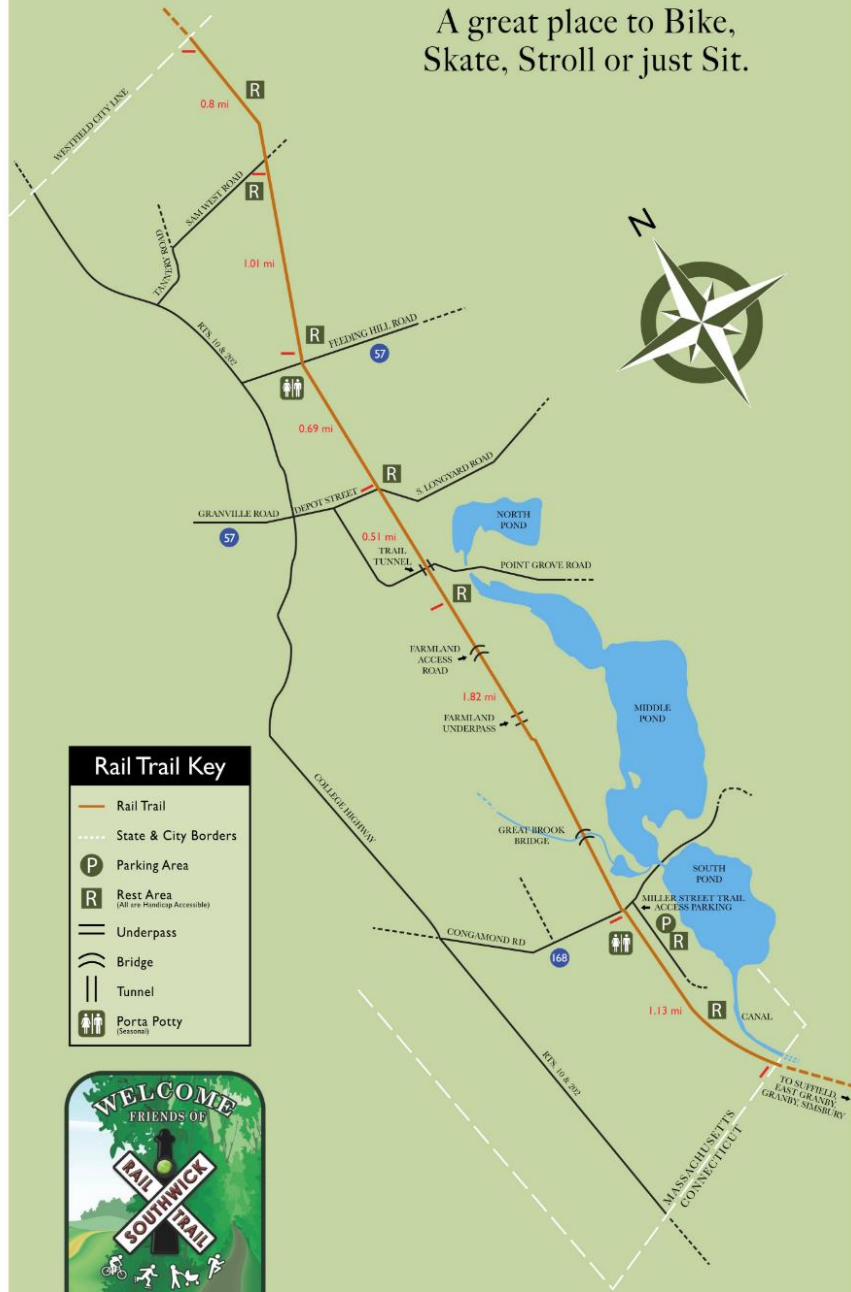 A great place to Bike,
Skate, Stroll or just Sit.
N
WESTFIELD CITY LINE
R
0.8 mi
R
SAM WEST ROAD
TANNERY ROAD
1.01 mi
RTS. 10 & 202
R
FEEDING HILL ROAD
57
0.69 mi
R
S. LONGYARD ROAD
DEPOT STREET
GRANVILLE ROAD
57
NORTH
POND
0.51 mi
TRAIL
TUNNEL
POINT GROVE ROAD
R
FARMLAND
ACCESS
ROAD
1.82 mi
MIDDLE
POND
FARMLAND
UNDERPASS
COLLEGE HIGHWAY
GREAT BROOK
BRIDGE
SOUTH
POND
MILLER STREET TRAIL
ACCESS PARKING
P
R
CONGAMOND RD
168
R
1.13 mi
CANAL
RTS. 10 & 202
TO SUFFIELD,
EAST GRANBY,
GRANBY, SIMSBURY
MASSACHUSETTS
CONNECTICUT
Rail Trail Key
Rail Trail
State & City Borders
P
Parking Area
R
Rest Area
(All are Handicap Accessible)
Underpass
Bridge
Tunnel
Porta Potty
(Seasonal)
WELCOME
FRIENDS OF
RAIL TRAIL
SOUTHWICK